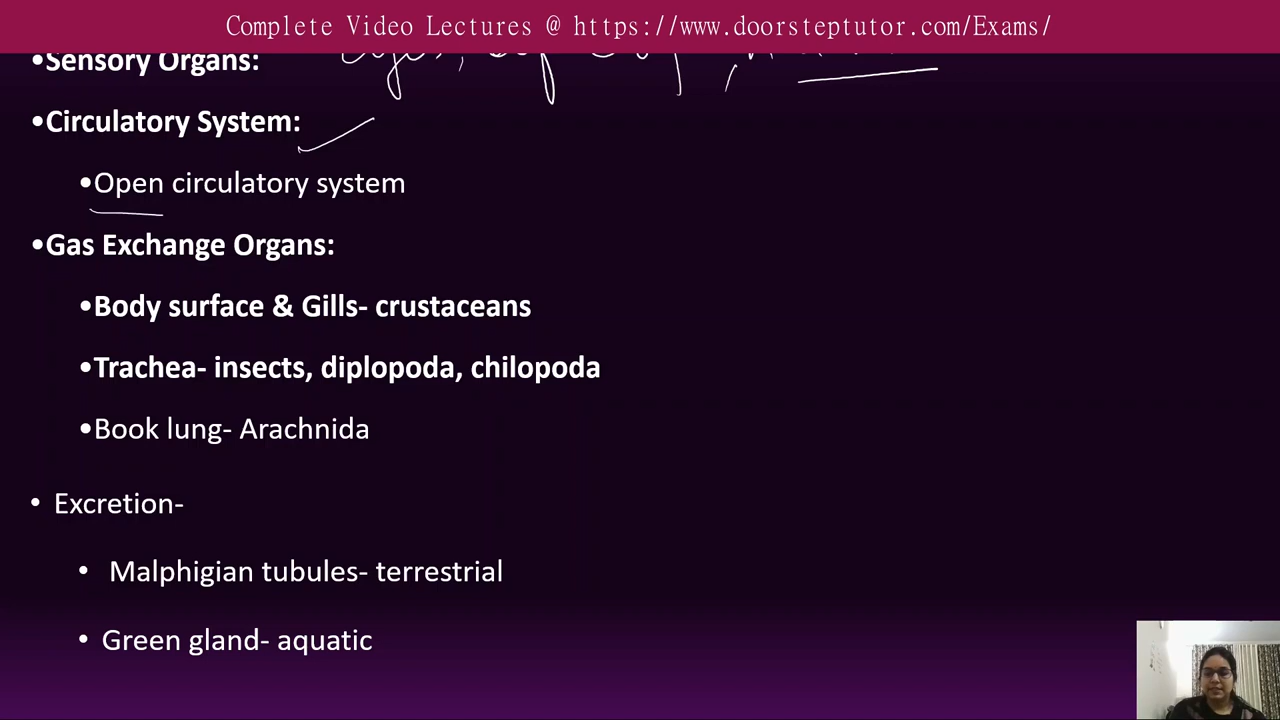 Complete Video Lectures @ https://www.doorsteptutor.com/Exams/
•Sensory Organs:
•Circulatory System:
•Open circulatory system
•Gas Exchange Organs:
•Body surface & Gills- crustaceans
•Trachea- insects, diplopoda, chilopoda
•Book lung- Arachnida
• Excretion-
• Malphigian tubules- terrestrial
• Green gland- aquatic